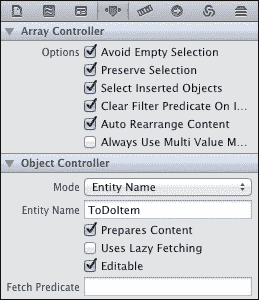 Array Controller
Options Avoid Empty Selection
Preserve Selection
Select Inserted Objects
Clear Filter Predicate On I...
Auto Rearrange Content
Always Use Multi Value M...
Object Controller
Mode Entity Name
Entity Name ToDoItem
Prepares Content
Uses Lazy Fetching
Editable
Fetch Predicate